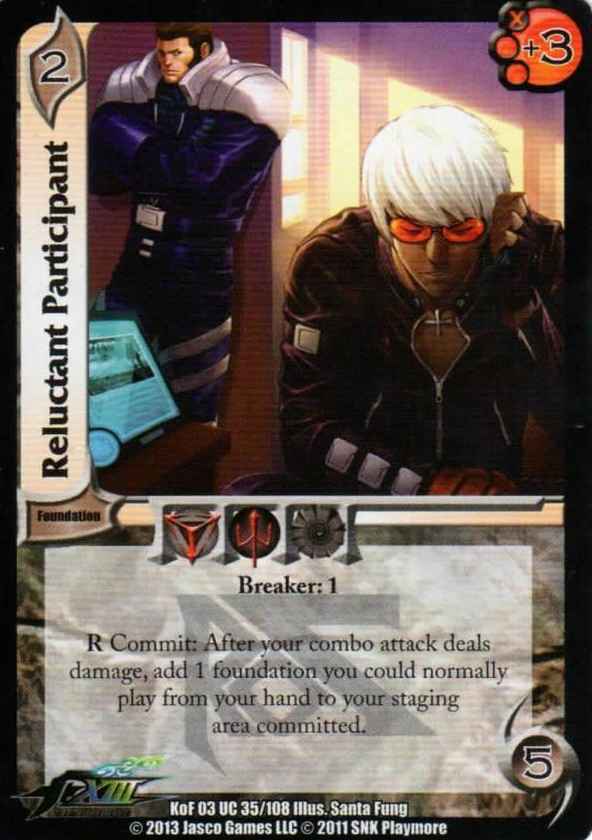 2
X
+3
Reluctant Participant
Foundation
Breaker: 1
R Commit: After your combo attack deals
damage, add 1 foundation you could normally
play from your hand to your staging
area committed.
5
XIII
KoF 03 UC 35/108 Illus. Santa Fung
© 2013 Jasco Games LLC © 2011 SNK Playmore